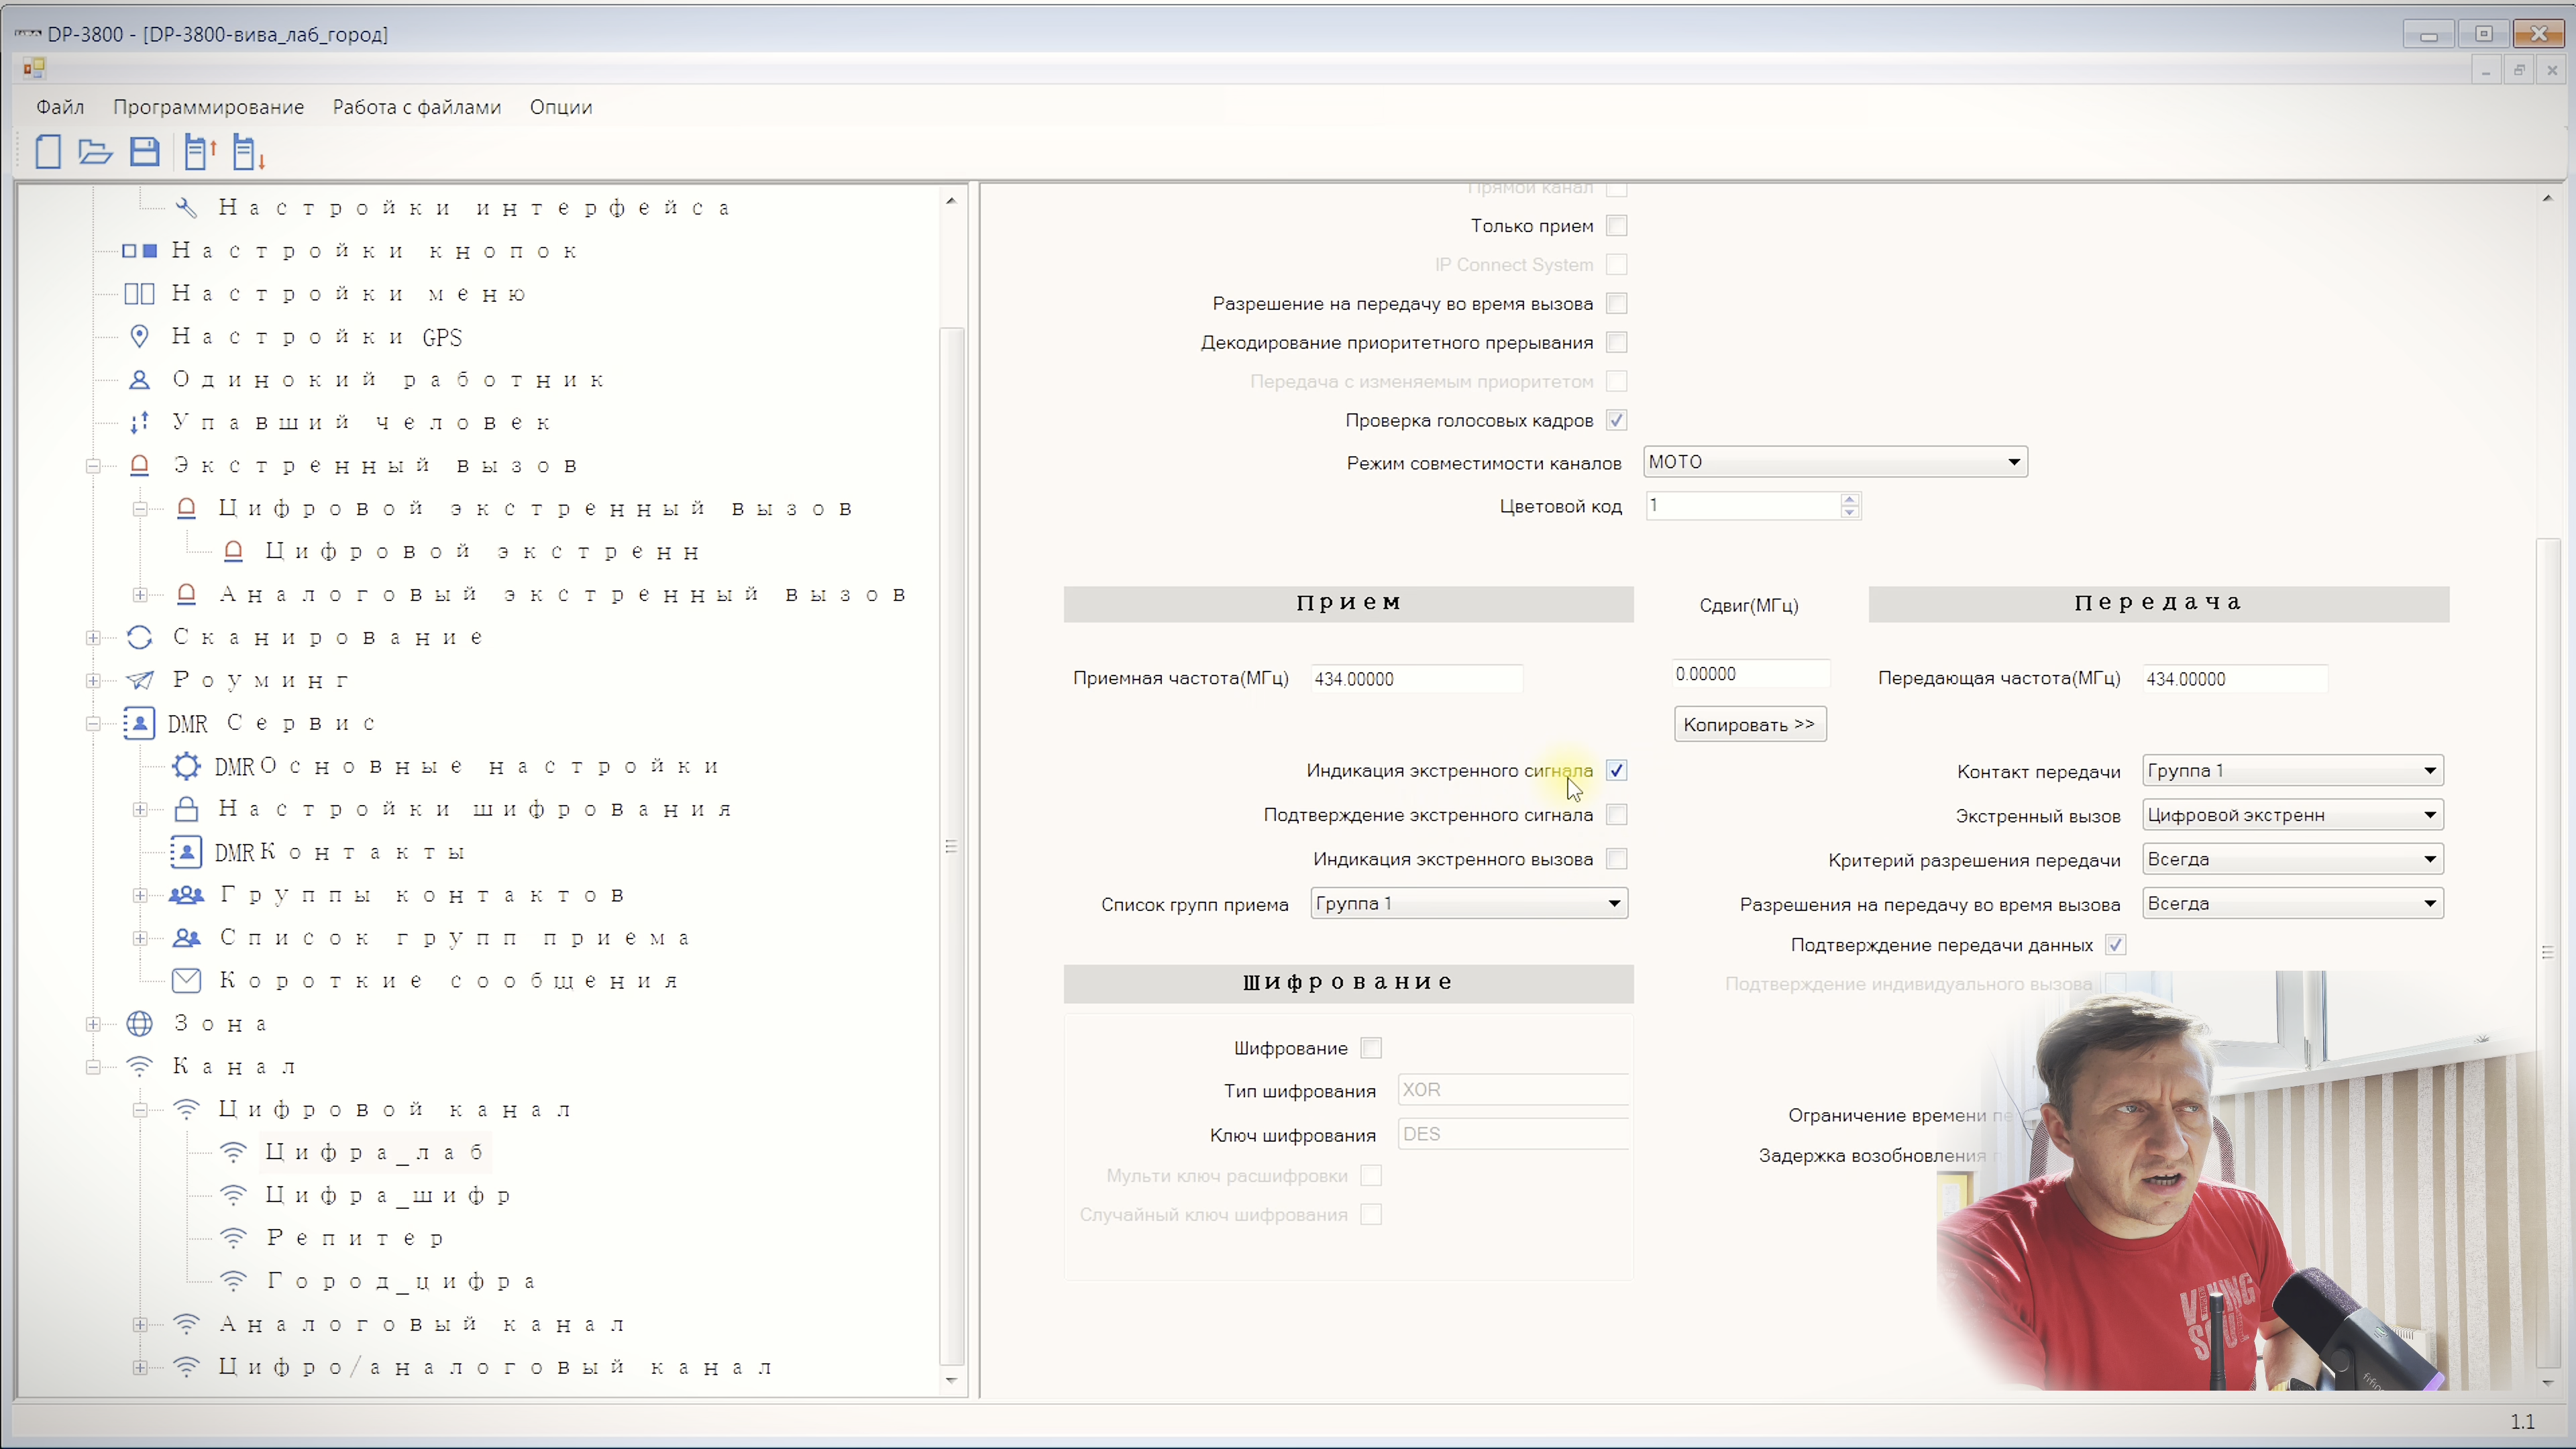 DP-3800 - [DP-3800-вива_лаб_город]
Файл Программирование Работа с файлами Опции
Настройки интерфейса
Настройки кнопок
Настройки меню
Настройки GPS
Одинокий работник
Упавший человек
Экстренный вызов
Цифровой экстренный вызов
Цифровой экстренн
Аналоговый экстренный вызов
Сканирование
Роуминг
DMR Сервис
DMR Основные настройки
Настройки шифрования
DMR Контакты
Группы контактов
Список групп приема
Короткие сообщения
Зона
Канал
Цифровой канал
Цифра_лаб
Цифра_шифр
Репитер
Город_цифра
Аналоговый канал
Цифро/аналоговый канал
Прямой канал
Только прием
IP Connect System
Разрешение на передачу во время вызова
Декодирование приоритетного прерывания
Передача с изменяемым приоритетом
Проверка голосовых кадров
Режим совместимости каналов MOTO
Цветовой код 1
Прием Сдвиг(МГц) Передача
Приемная частота(МГц) 434.00000 0.00000 Передающая частота(МГц) 434.00000
Копировать >>
Индикация экстренного сигнала Контакт передачи Группа 1
Подтверждение экстренного сигнала Экстренный вызов Цифровой экстренн
Индикация экстренного вызова Критерий разрешения передачи Всегда
Список групп приема Группа 1 Разрешения на передачу во время вызова Всегда
Подтверждение передачи данных
Шифрование Подтверждение индивидуального вызова
Шифрование
Тип шифрования XOR
Ключ шифрования DES
Мульти ключ расшифровки
Случайный ключ шифрования
Ограничение времени пе
Задержка возобновления
VIKING
SOUL
1.1